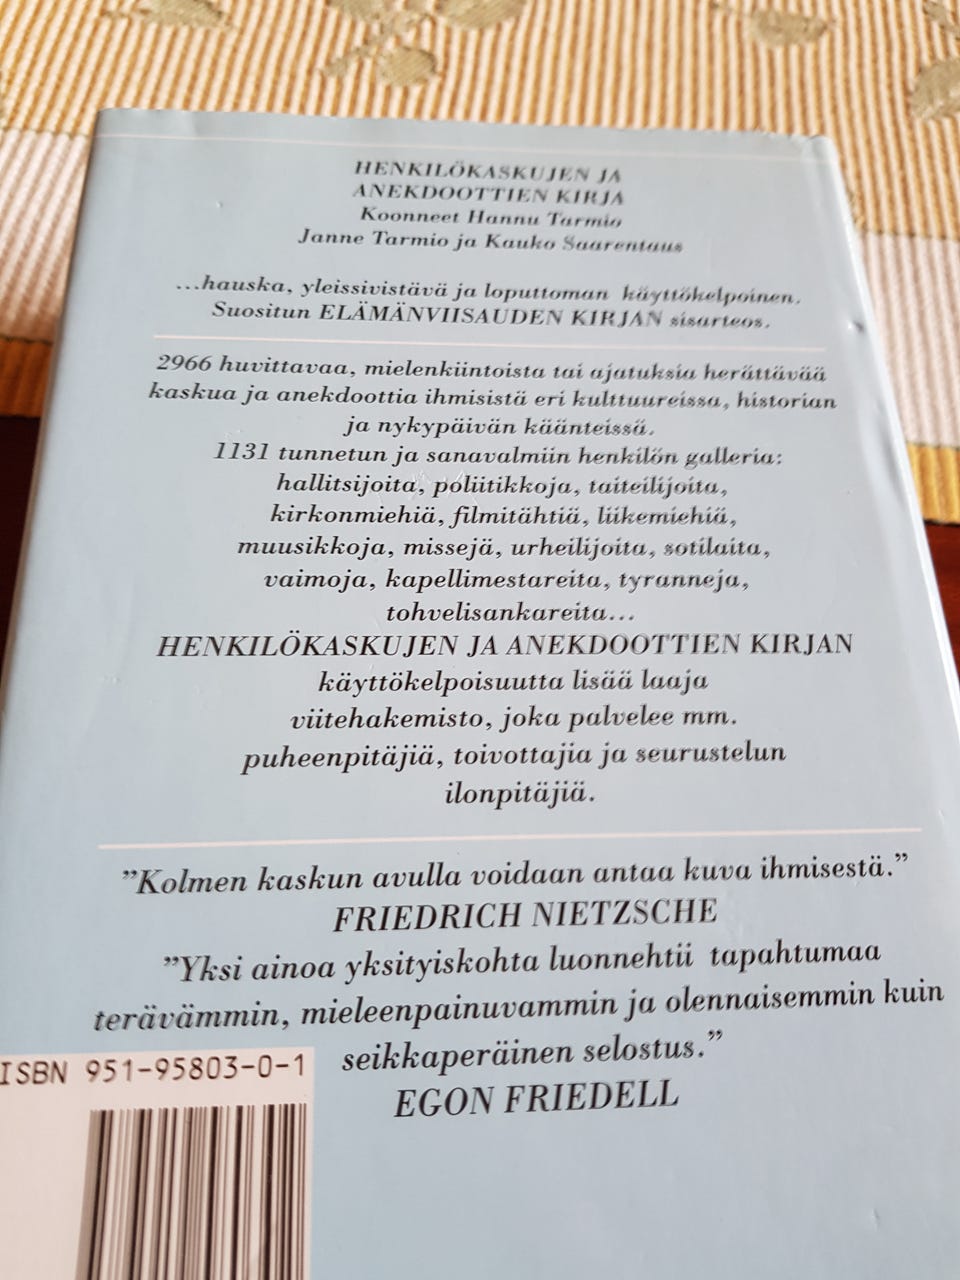 HENKILÖKASKUJEN JA
ANEKDOOTTIEN KIRJA
Koonneet Hannu Tarmio
Janne Tarmio ja Kauko Saarentaus
...hauska, yleissivistävä ja loputtoman käyttökelpoinen.
Suositun ELÄMÄNVIISAUDEN KIRJAN sisarteos.
2966 huvittavaa, mielenkiintoista tai ajatuksia herättävää
kaskua ja anekdoottia ihmisistä eri kulttuureissa, historian
ja nykypäivän käänteissä.
1131 tunnetun ja sanavalmiin henkilön galleria:
hallitsijoita, poliitikkoja, taiteilijoita,
kirkonmiehiä, filmitähtiä, liikemiehiä,
muusikkoja, missejä, urheilijoita, sotilaita,
vaimoja, kapellimestareita, tyranneja,
tohvelisankareita...
HENKILÖKASKUJEN JA ANEKDOOTTIEN KIRJAN
käyttökelpoisuutta lisää laaja
viitehakemisto, joka palvelee mm.
puheenpitäjiä, toivottajia ja seurustelun
ilonpitäjiä.
”Kolmen kaskun avulla voidaan antaa kuva ihmisestä.”
FRIEDRICH NIETZSCHE
”Yksi ainoa yksityiskohta luonnehtii tapahtumaa
terävämmin, mieleenpainuvammin ja olennaisemmin kuin
seikkaperäinen selostus.”
EGON FRIEDELL
ISBN 951-95803-0-1